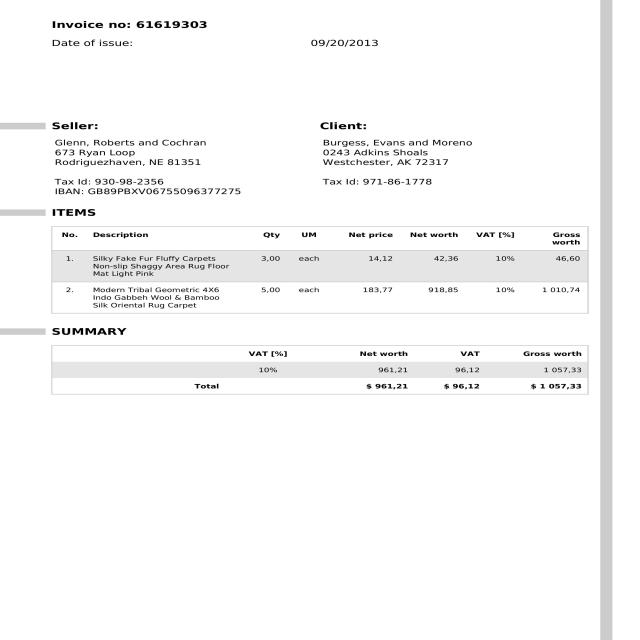 Invoice no: 61619303
Date of issue: 09/20/2013
Seller: Client:
Glenn, Roberts and Cochran Burgess, Evans and Moreno
673 Ryan Loop 0243 Adkins Shoals
Rodriguezhaven, NE 81351 Westchester, AK 72317
Tax Id: 930-98-2356 Tax Id: 971-86-1778
IBAN: GB89PBXV06755096377275
ITEMS
No. Description Qty UM Net price Net worth VAT [%] Gross
worth
1. Silky Fake Fur Fluffy Carpets 3,00 each 14,12 42,36 10% 46,60
Non-slip Shaggy Area Rug Floor
Mat Light Pink
2. Modern Tribal Geometric 4X6 5,00 each 183,77 918,85 10% 1 010,74
Indo Gabbeh Wool & Bamboo
Silk Oriental Rug Carpet
SUMMARY
VAT [%] Net worth VAT Gross worth
10% 961,21 96,12 1 057,33
Total $ 961,21 $ 96,12 $ 1 057,33